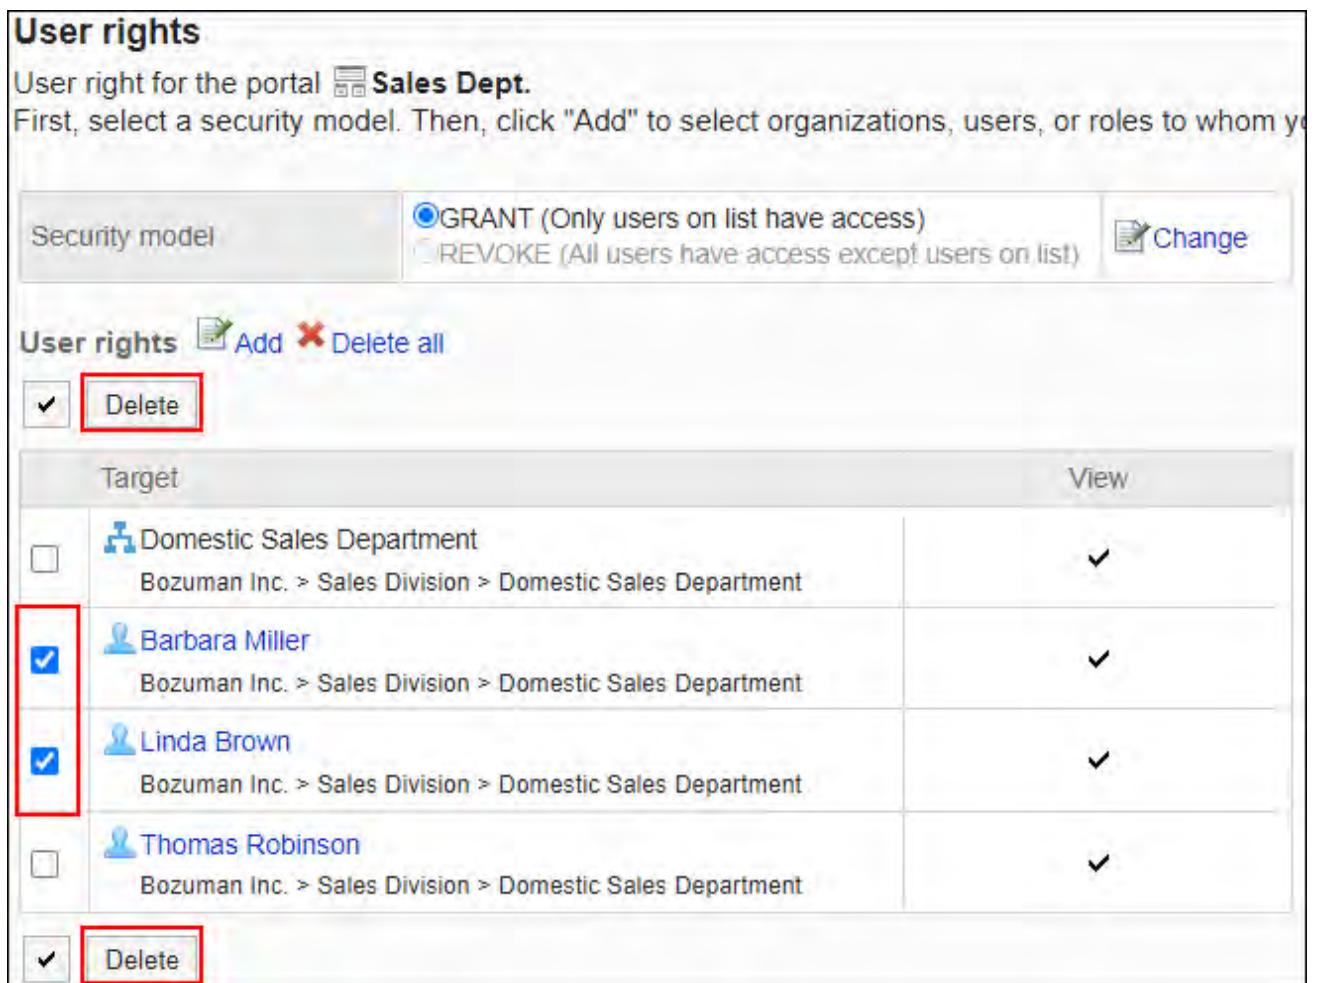 User rights
User right for the portal Sales Dept.
First, select a security model. Then, click "Add" to select organizations, users, or roles to whom
Security model
GRANT (Only users on list have access)
REVOKE (All users have access except users on list)
Change
User rights Add Delete all
Delete
Target View
Domestic Sales Department
Bozuman Inc. > Sales Division > Domestic Sales Department
Barbara Miller
Bozuman Inc. > Sales Division > Domestic Sales Department
Linda Brown
Bozuman Inc. > Sales Division > Domestic Sales Department
Thomas Robinson
Bozuman Inc. > Sales Division > Domestic Sales Department
Delete